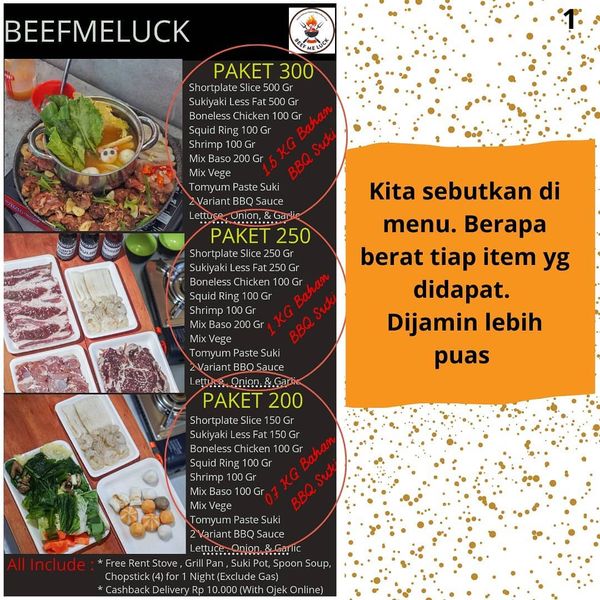 1
BEEFMELUCK
BEEF ME LUCK
PAKET 300
Shortplate Slice 500 Gr
Sukiyaki Less Fat 500 Gr
Boneless Chicken 100 Gr
Squid Ring 100 Gr
Shrimp 100 Gr
Mix Baso 200 Gr
Mix Vege
Tomyum Paste Suki
2 Variant BBQ Sauce
Lettuce , Onion, & Garlic
1.5 KG Bahan
BBQ Suki
PAKET 250
Shortplate Slice 250 Gr
Sukiyaki Less Fat 250 Gr
Boneless Chicken 100 Gr
Squid Ring 100 Gr
Shrimp 100 Gr
Mix Baso 200 Gr
Mix Vege
Tomyum Paste Suki
2 Variant BBQ Sauce
Lettuce , Onion, & Garlic
1 KG Bahan
BBQ Suki
PAKET 200
Shortplate Slice 150 Gr
Sukiyaki Less Fat 150 Gr
Boneless Chicken 100 Gr
Squid Ring 100 Gr
Shrimp 100 Gr
Mix Baso 100 Gr
Mix Vege
Tomyum Paste Suki
2 Variant BBQ Sauce
Lettuce , Onion, & Garlic
07 KG Bahan
BBQ Suki
All Include : * Free Rent Stove , Grill Pan , Suki Pot, Spoon Soup,
Chopstick (4) for 1 Night (Exclude Gas)
* Cashback Delivery Rp 10.000 (With Ojek Online)
Kita sebutkan di
menu. Berapa
berat tiap item yg
didapat.
Dijamin lebih
puas